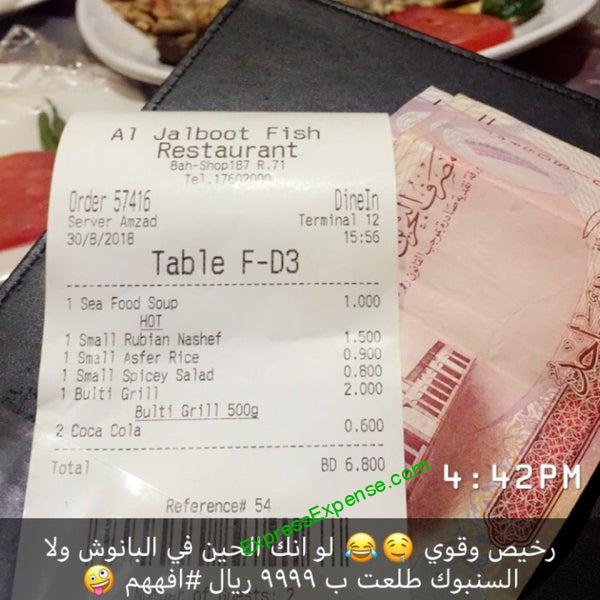 Al Jalboot Fish
Restaurant
Bah-Shop187 R.71
Tel.17602000
Order 57416 DineIn
Server Amzad Terminal 12
30/8/2018 15:56
Table F-D3
1 Sea Food Soup 1.000
HOT
1 Small Rubian Nashef 1.500
1 Small Asfer Rice 0.900
1 Small Spicey Salad 0.800
1 Bulti Grill 2.000
Bulti Grill 500g
2 Coca Cola 0.600
Total BD 6.800
Reference# 54
مصرف البحرين
4:42PM
ExpressExpense.com
رخيص وقوي 🤤😂 لو انك الحين في البانوش ولا
السنبوك طلعت ب ٩٩٩٩ ريال #افههم 🤪